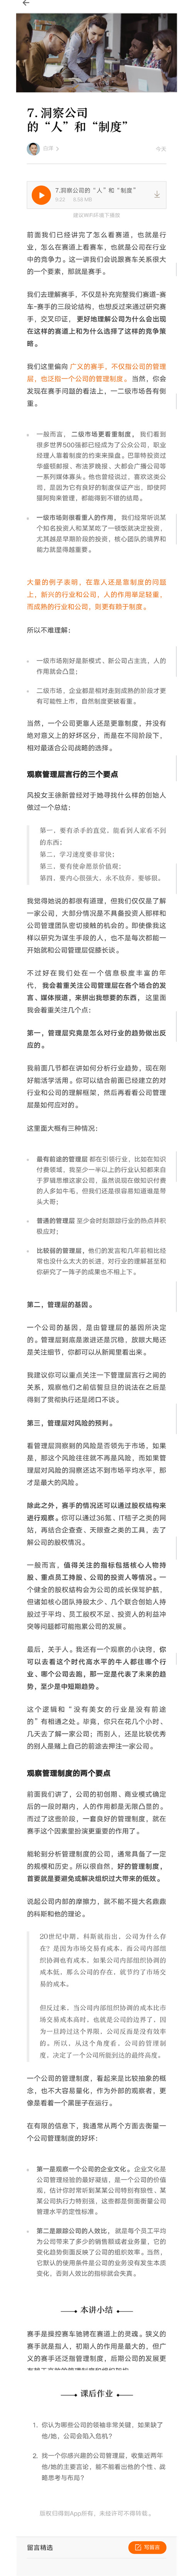 7. 洞察公司
的“人”和“制度”
白泽
今天
7.洞察公司的“人”和“制度”
建议WIFI环境下播放
前面我们已经讲完了怎么看赛道，也就是行
业，怎么在赛道上看赛车，也就是公司在行业
中的竞争力。这一讲我们会说跟赛车关系很大
的一个要素，那就是赛手。
我们去理解赛手，不仅是补充完整我们赛道-赛
车-赛手的三段论结构，也想反过来通过研究赛
手，交叉印证，更好地理解公司为什么会出现
在这样的赛道上和为什么选择了这样的竞争策
略。
我们这里偏向 广义的赛手，不仅指公司的管理
层，也泛指一个公司的管理制度。当然，你会
发现在赛手问题的看法上，一二级市场各有侧
重。
一般而言，二级市场更看重制度，我们看到
很多世界500强都已经成为了公众公司，职业
经理人靠着制度的约束来接盘。巴菲特投资过
华盛顿邮报、布法罗晚报、大都会广播公司等
一系列媒体寡头。他也曾经说过，喜欢这类公
司，是因为它有良好的制度保证产出，即使阿
猫阿狗来管理，都能得到不错的结局。
一级市场则很看重人的作用，我们经常听说某
个知名投资人和某某吃了一顿饭就决定投资，
尤其越是早期阶段的投资，核心团队的境界和
能力就显得越重要。
大量的例子表明，在靠人还是靠制度的问题
上，新兴的行业和公司，人的作用举足轻重，
而成熟的行业和公司，则更有赖于制度。
所以不难理解：
一级市场刚好是新模式、新公司占主流，人的
作用就会凸显；
二级市场，企业都是相对走到成熟的阶段才更
有可能性上市，自然制度更被看重。
当然，一个公司更靠人还是更靠制度，并没有
绝对意义上的好坏区分，而是在不同阶段下，
相对最适合公司战略的选择。
观察管理层言行的三个要点
风投女王徐新曾经对于她寻找什么样的创始人
做过一个总结：
第一，要有杀手的直觉，能看到人家看不到
的东西；
第二，学习速度要非常快；
第三，要有使命愿景价值观；
第四，要内心很强大，永不放弃，要够狠。
我觉得她说的都很有道理，但我们仅仅是了解
一家公司，大部分情况是不具备投资人那样和
公司管理团队密切接触的机会的。即使像我这
样以研究为谋生手段的人，也不是每次都能一
开始就和公司管理层促膝长谈。
不过好在我们处在一个信息极度丰富的年
代，我会着重关注公司管理层在各个场合的发
言、媒体报道，来拼出我想要的东西，这里面
我会着重关注几个点：
第一，管理层究竟是怎么对行业的趋势做出反
应的。
我前面几节都在讲如何分析行业趋势，现在刚
好能活学活用。你可以结合前面已经建立的对
行业和公司的理解框架，然后再看看公司管理
层是如何应对的。
这里面大概有三种情况：
最有前途的管理层 都在引领行业，比如在知识
付费领域，我至少一半以上的行业认知都来自
于罗辑思维这家公司，虽然说现在做知识付费
的人多如牛毛，但我们还是很容易知道谁是带
头大哥；
普通的管理层 至少会时刻跟跟行业的热点并积
极应对；
比较弱的管理层，他们的发言和几年前相比经
常也没什么太大的长进，对行业的理解甚至和
你研究了一阵子的成果也不相上下。
第二，管理层的基因。
一个公司的基因，是由管理层的基因所决定
的。管理层到底是激进还是沉稳，放眼大局还
是关注细节，你都可以从新闻里看出来。
我建议你可以重点关注一下管理层言行之间的
关系，观察他们之前信誓旦旦的说法在之后是
得到了贯彻执行还是闭口不谈。
第三，管理层对风险的预判。
看管理层洞察到的风险是否领先于市场，如果
是，那这个风险往往就不再是风险，而如果管
理层对风险的洞察还达不到市场平均水平，那
才是最大的风险。
除此之外，赛手的情况还可以通过股权结构来
进行观察。你可以通过36氪、IT桔子之类的网
站，再结合企查查、天眼查之类的工具，去了
解公司的股权情况。
一般而言，值得关注的指标包括核心人物持
股、重点员工持股、公司的投资人等情况。一
个健全的股权结构会为公司的成长保驾护航，
但诸如核心团队持股太少、几个联合创始人持
股过于平均、员工股权不足、投资人的利益冲
突等问题都可能拖累公司的发展。
最后，关于人。我还有一个观察的小诀窍，你
可以去看这个时代高水平的牛人都往哪个行
业、哪个公司去跑，那一定是代表了未来的趋
势，至少是中短期趋势。
这个逻辑和“没有美女的行业是没有前途
的”有相通之处。毕竟，你只在花几个小时、
几天去了解一家公司；而别人，还是比较优秀
的别人是赌上自己的前途去押注一家公司。
观察管理制度的两个要点
前面我们讲了，公司的初创期、商业模式确定
后的一段时期内，人的作用都是无限凸显的。
而过了这些阶段，一套良好的管理制度，就在
赛手这个因素里扮演更重要的作用了。
能轮到分析管理制度的公司，通常具备了一定
的规模和历史。所以很自然，好的管理制度，
首要就是要避免或解决组织过大带来的低效。
说起公司内部的摩擦力，就不能不提大名鼎鼎
的科斯和他的理论。
20世纪中期，科斯就指出，公司为什么存
在？是因为市场交易有成本，而公司内部组
织协调也有成本，如果公司内部组织协调的
成本低，那么公司的存在，就节约了市场交
易的成本。
但反过来，当公司内部组织协调的成本比市
场交易成本高时，也就是公司的边界了，因
为一旦跨过这个界限，公司反而是没有效率
的。所以，从这个角度看，公司的管理制
度，决定了一个公司所能到达的最终高度。
一个公司的管理制度，看起来是比较抽象的概
念，也不大容易量化，作为外部的观察者，更
像是看着一个黑匣子在运行。
在有限的信息下，我通常从两个方面去衡量一
个公司管理制度的好坏：
第一是观察一个公司的企业文化。企业文化是
公司管理经验的最好凝结，是一个公司的价值
观，估计你时常听到某某公司特别有狼性，某
某公司执行力特别强，这些都是侧面衡量公司
管理水平的定性标准。
第二是跟踪公司的人效比，就是每个员工平均
为公司带来了多少的销售额或者业务量，它的
变化趋势侧面反映了公司的组织效率。当然，
它默认的使用条件是公司的业务没有发生本质
变化，否则人效比的指标就会失真。
本讲小结
赛手是操控赛车驰骋在赛道上的灵魂。狭义的
赛手就是指人，初期人的作用是最大的，但广
义的赛手还泛指管理制度，后期公司的发展更
课后作业
1. 你认为哪些公司的领袖非常关键，如果缺了
他/她，公司会陷入危机？
2. 找一个你感兴趣的公司管理层，收集近两年
他/她的主要言论，能不能看出他的个性、战
略思考与布局？
版权归得到App所有，未经许可不得转载。
留言精选
写留言